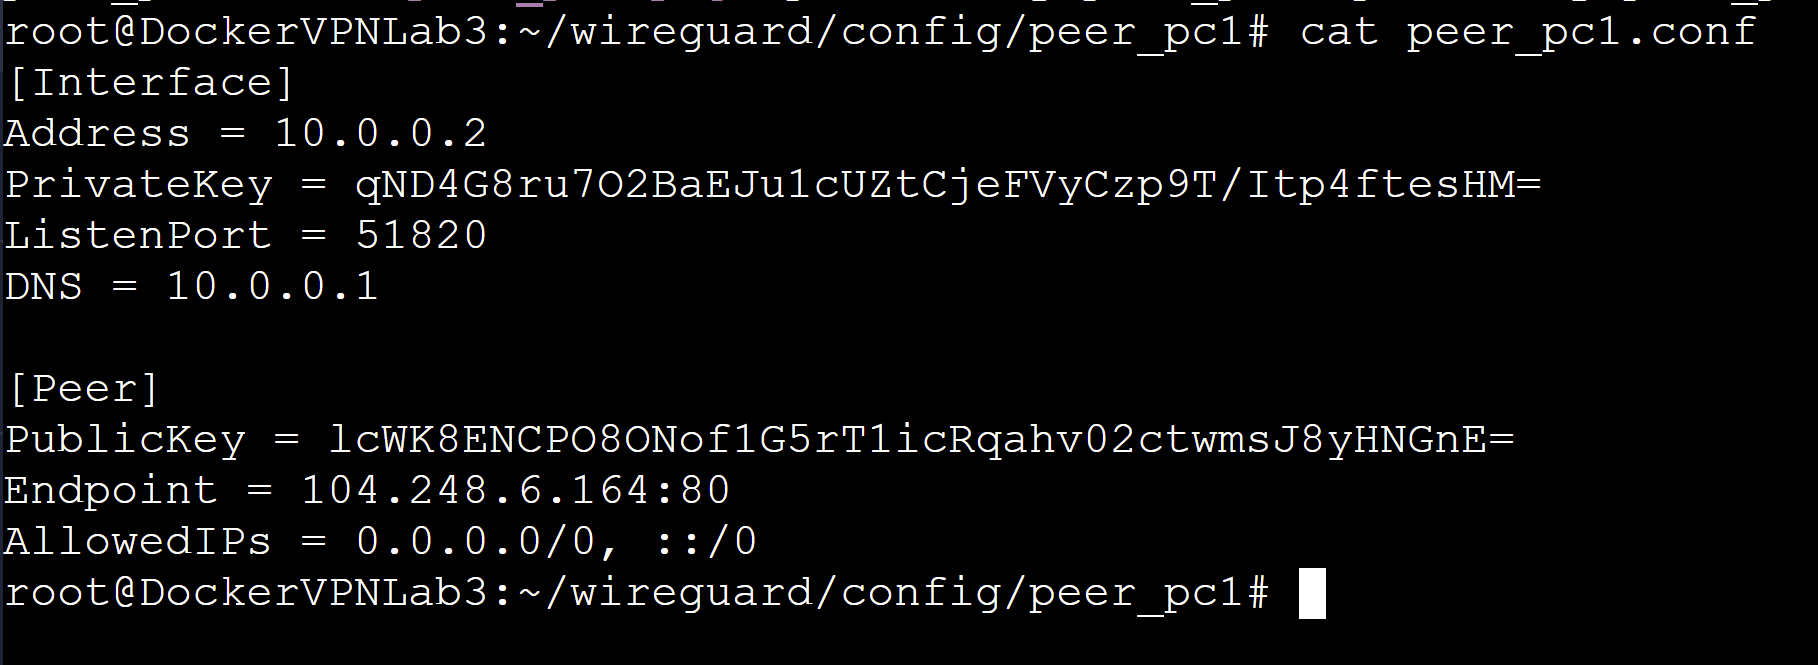 root@DockerVPNLab3:~/wireguard/config/peer_pc1# cat peer_pc1.conf
[Interface]
Address = 10.0.0.2
PrivateKey = qND4G8ru7O2BaEJu1cUZtCjeFVyCzp9T/Itp4ftesHM=
ListenPort = 51820
DNS = 10.0.0.1
[Peer]
PublicKey = lcWK8ENCPO8ONof1G5rT1icRqahv02ctwmsJ8yHNGnE=
Endpoint = 104.248.6.164:80
AllowedIPs = 0.0.0.0/0, ::/0
root@DockerVPNLab3:~/wireguard/config/peer_pc1#